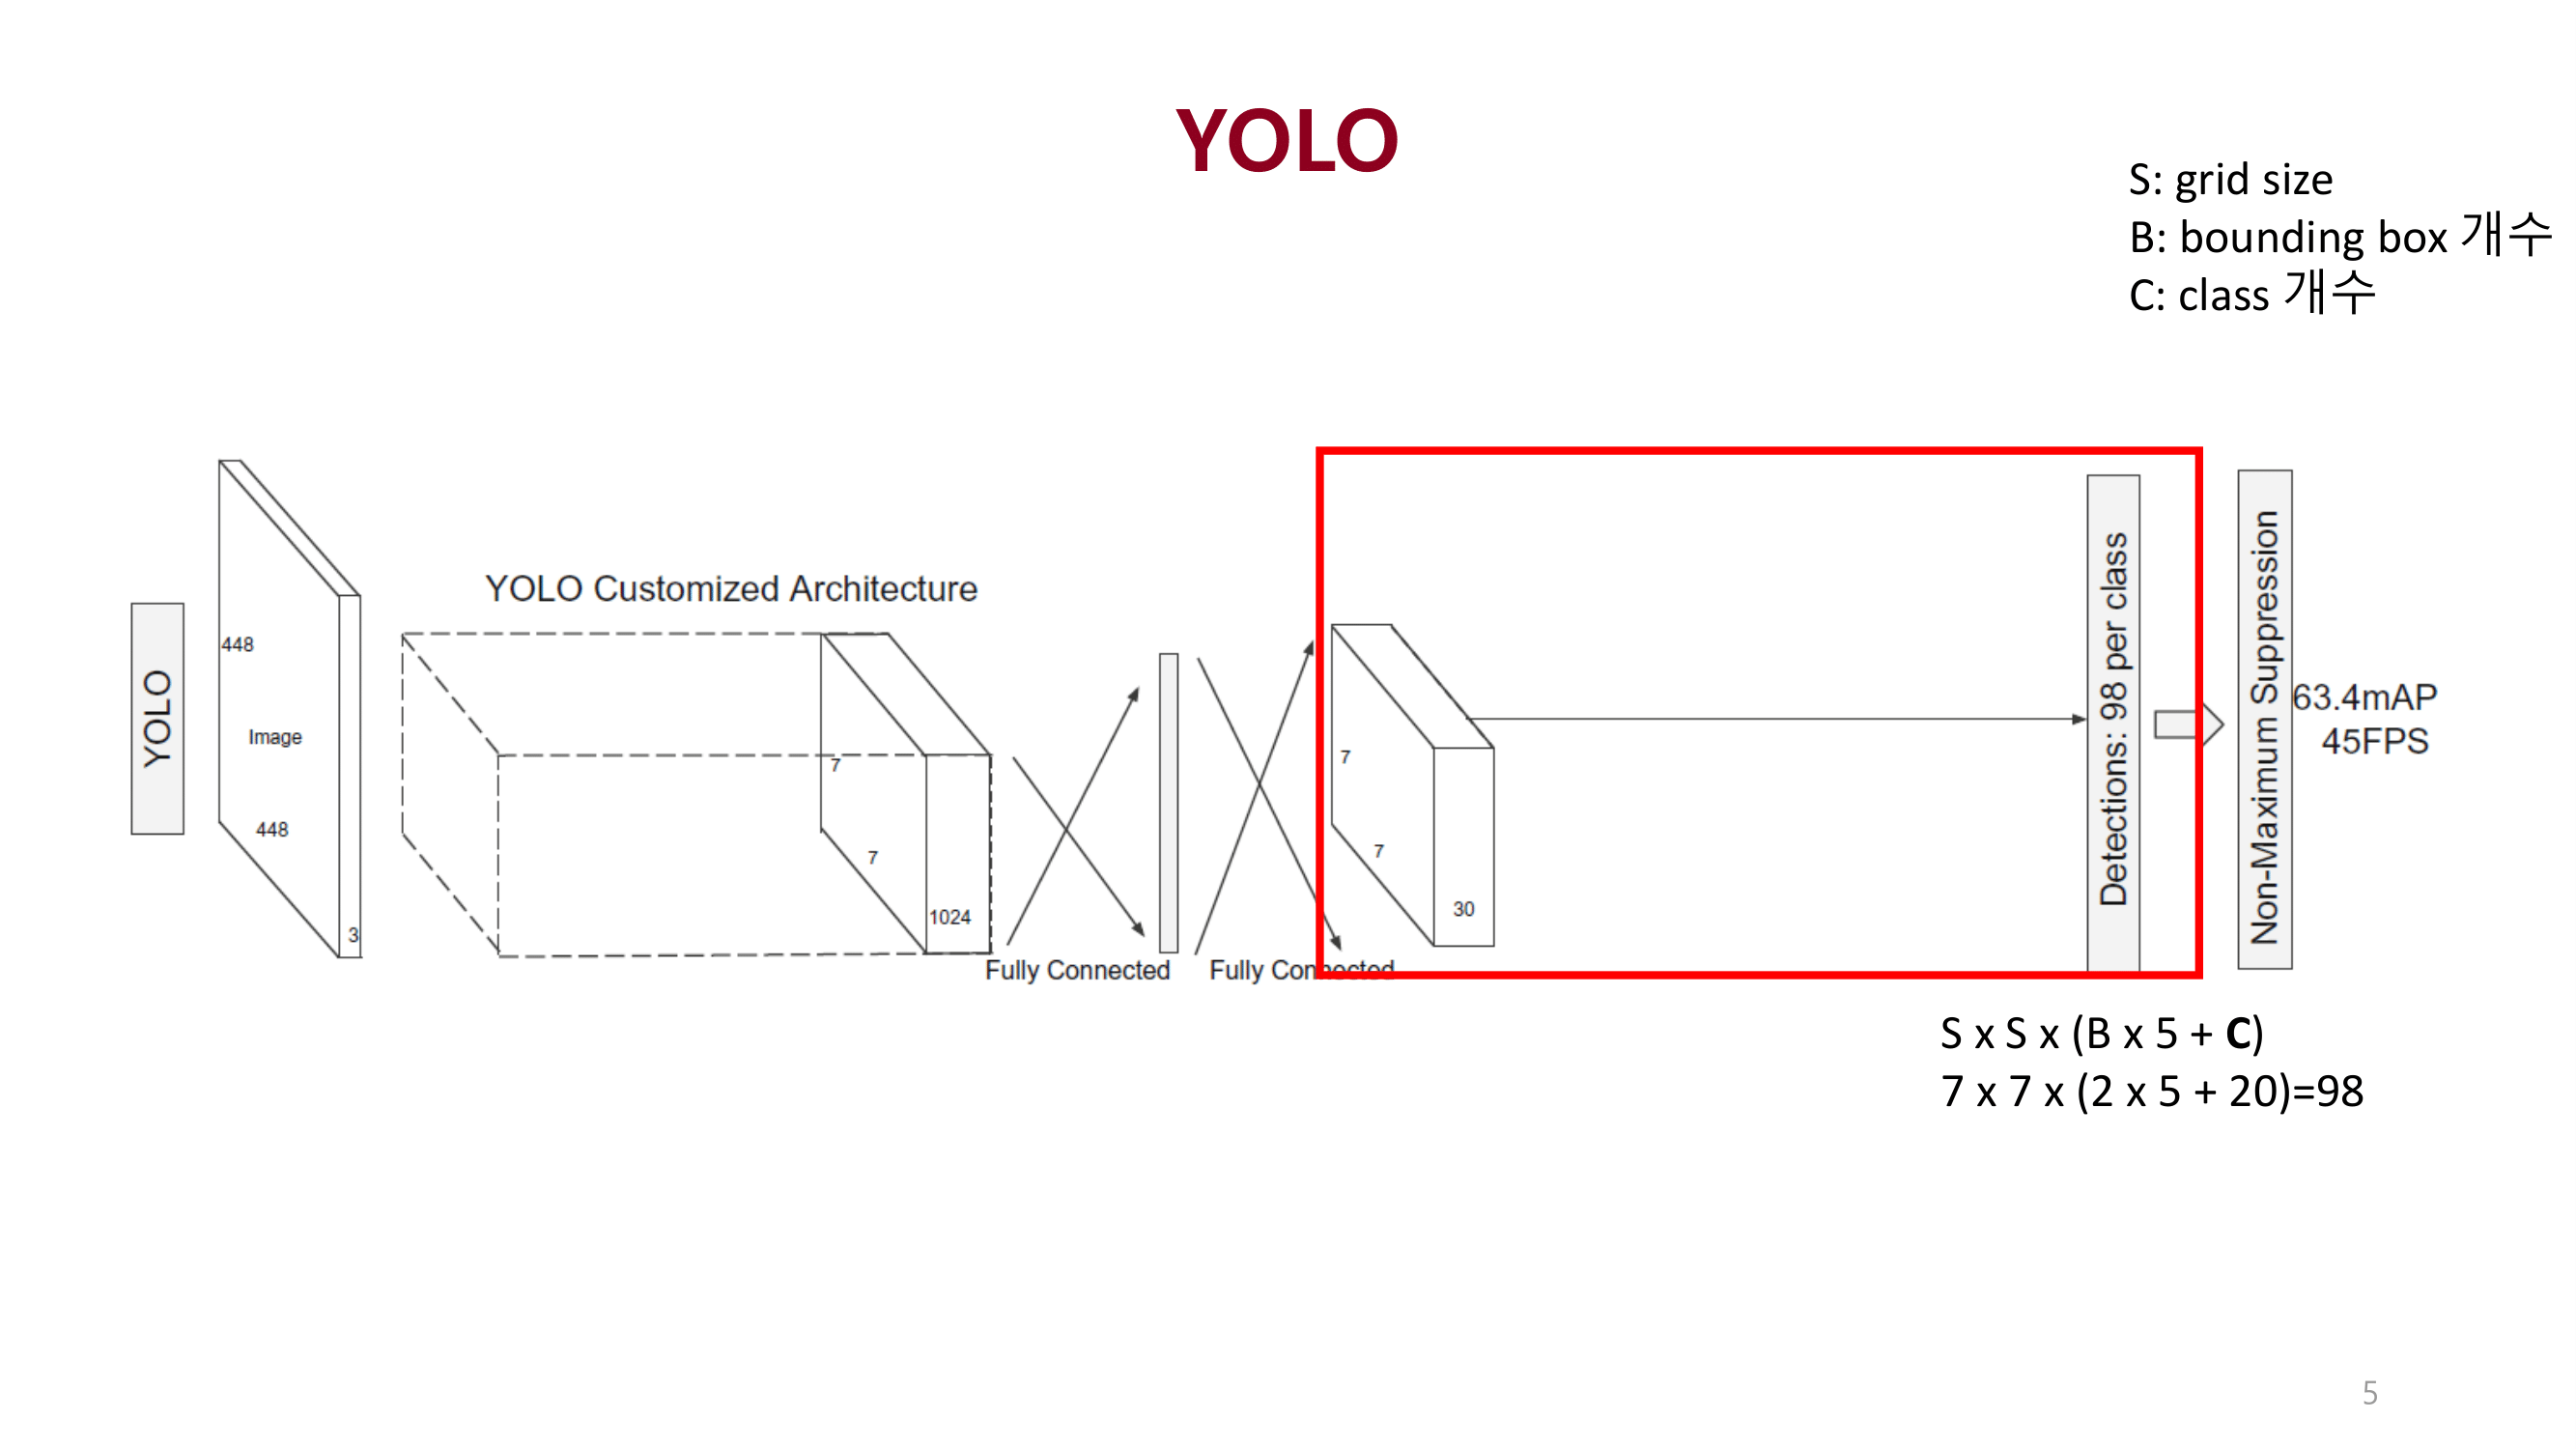 YOLO
S: grid size
B: bounding box 개수
C: class 개수
YOLO
448
Image
448
3
YOLO Customized Architecture
7
7
1024
Fully Connected
Fully Connected
7
7
30
Detections: 98 per class
Non-Maximum Suppression
63.4mAP
45FPS
S x S x (B x 5 + C)
7 x 7 x (2 x 5 + 20)=98
5